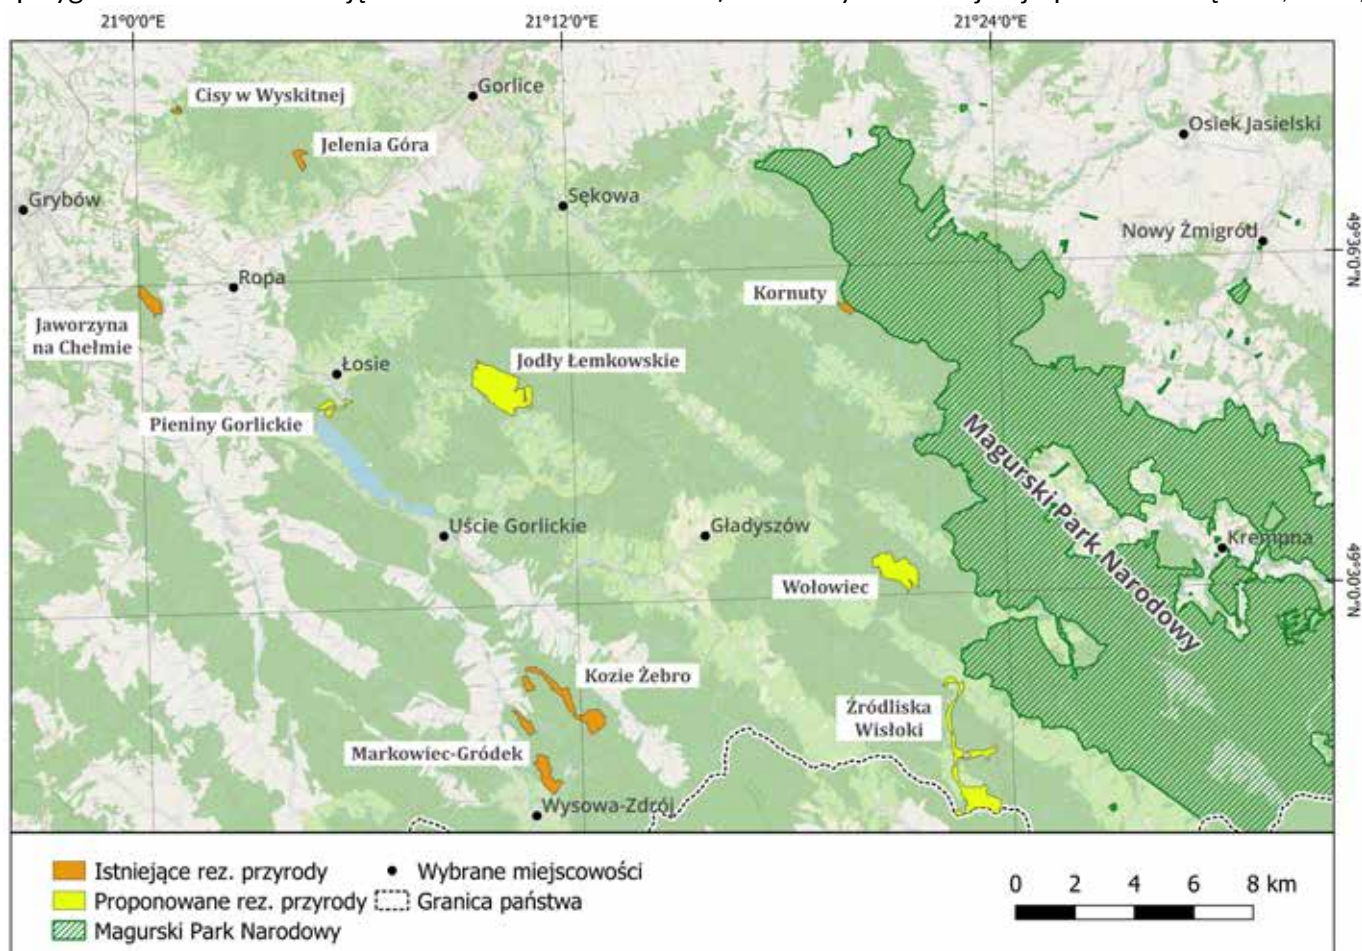 21°0'0"E
21°12'0"E
21°24'0"E
Cisy w Wyskitnej
Gorlice
Jelenia Góra
Osiek Jasielski
Grybów
Sękowa
Nowy Żmigród
49°36'0"N
Ropa
Kornuty
Jaworzyna
na Chełmie
Łosie
Jodły Łemkowskie
Pieniny Gorlickie
Magurski Park Narodowy
Uście Gorlickie
Gładyszów
Krempna
49°30'0"N
Wołowiec
Kozie Żebro
Źródliska
Wisłoki
Markowiec-Gródek
Wysowa-Zdrój
Istniejące rez. przyrody
Wybrane miejscowości
Proponowane rez. przyrody
Granica państwa
Magurski Park Narodowy
0 2 4 6 8 km